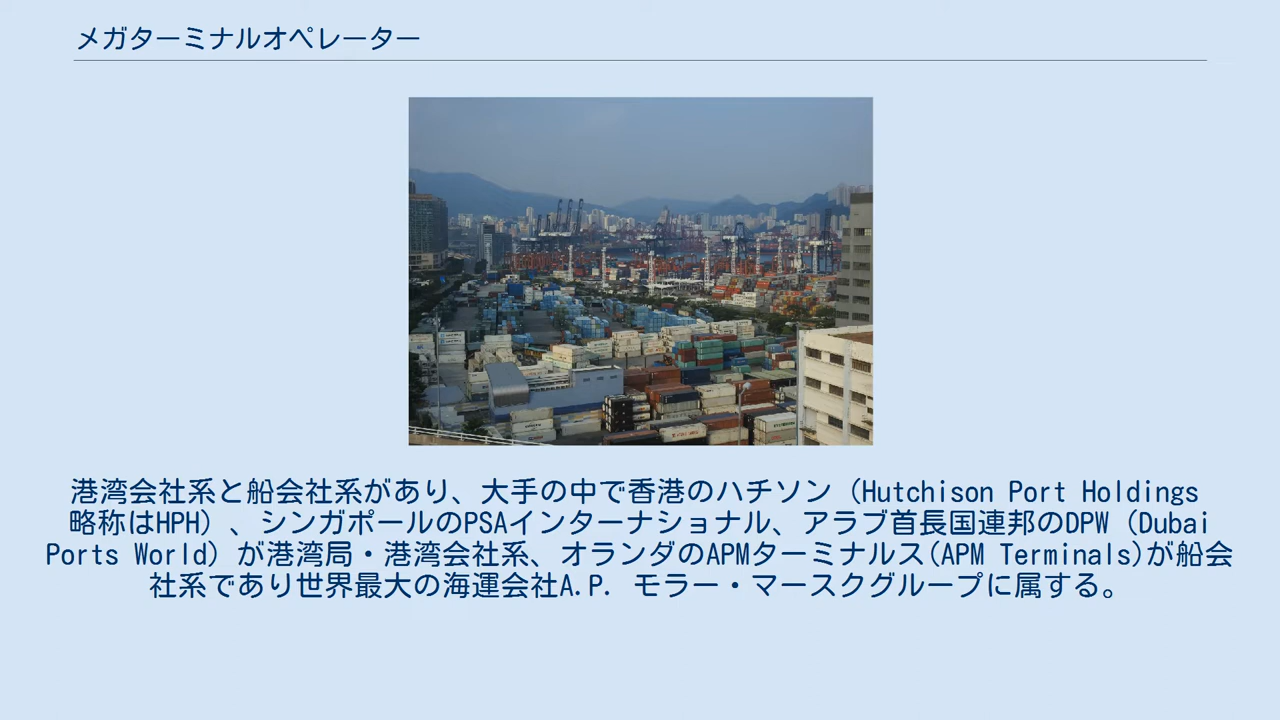 メガターミナルオペレーター
港湾会社系と船会社系があり、大手の中で香港のハチソン（Hutchison Port Holdings
略称はHPH）、シンガポールのPSAインターナショナル、アラブ首長国連邦のDPW（Dubai
Ports World）が港湾局・港湾会社系、オランダのAPMターミナルス(APM Terminals)が船会
社系であり世界最大の海運会社A.P. モラー・マースクグループに属する。